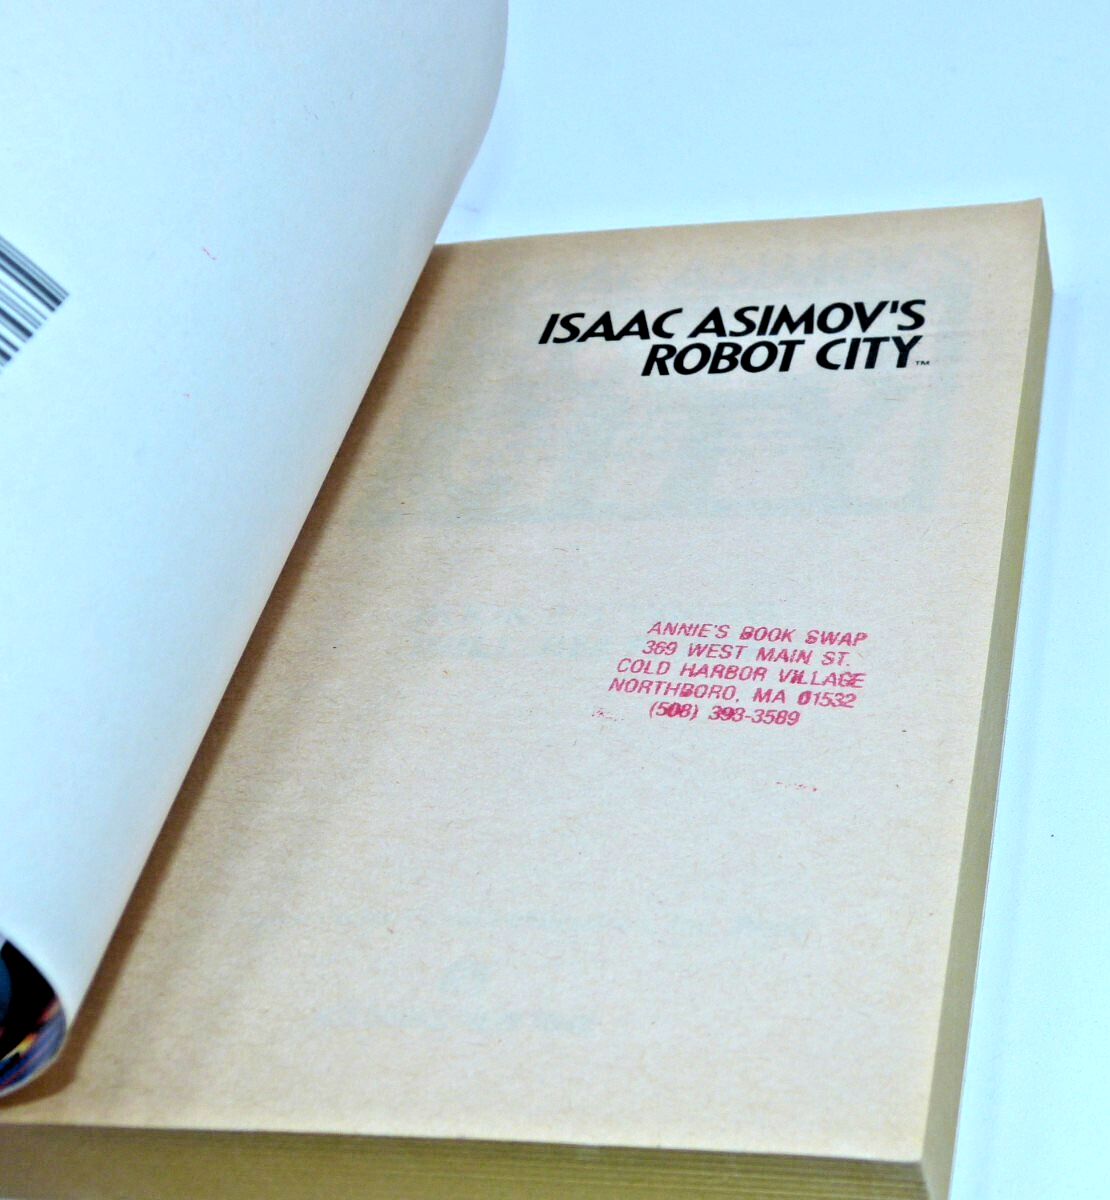 ISAAC ASIMOV'S
ROBOT CITY™
ANNIE'S BOOK SWAP
369 WEST MAIN ST.
COLD HARBOR VILLAGE
NORTHBORO, MA 01532
(508) 393-3589